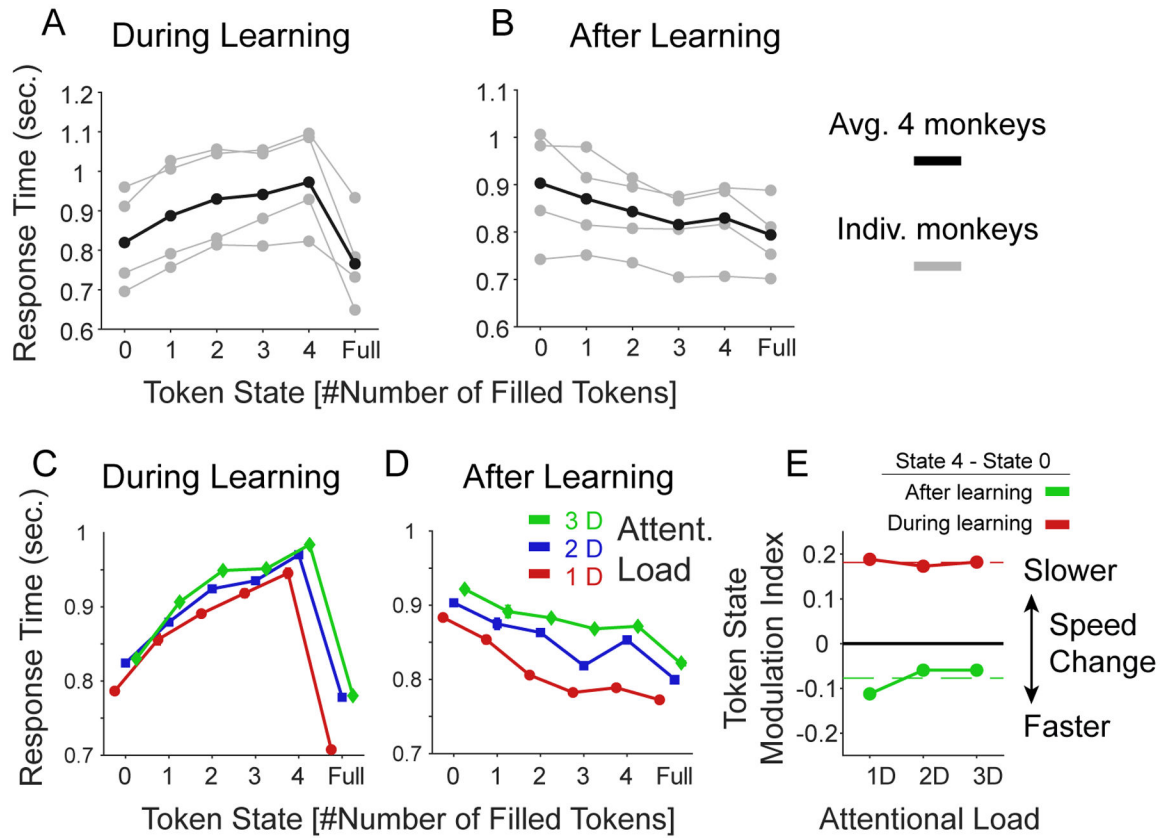 A
During Learning
Response Time (sec.)
1.2
1.1
1
0.9
0.8
0.7
0.6
0
1
2
3
4
Full
B
After Learning
1.1
1
0.9
0.8
0.7
0.6
0
1
2
3
4
Full
Avg. 4 monkeys
Indiv. monkeys
Token State [#Number of Filled Tokens]
C
During Learning
Response Time (sec.)
1
0.9
0.8
0.7
0
1
2
3
4
Full
D
After Learning
3 D
2 D
1 D
Attent.
Load
1
0.9
0.8
0.7
0
1
2
3
4
Full
Token State [#Number of Filled Tokens]
E
State 4 - State 0
After learning
During learning
Token State
Modulation Index
0.2
0
-0.1
-0.2
1D
2D
3D
Slower
Speed
Change
Faster
Attentional Load